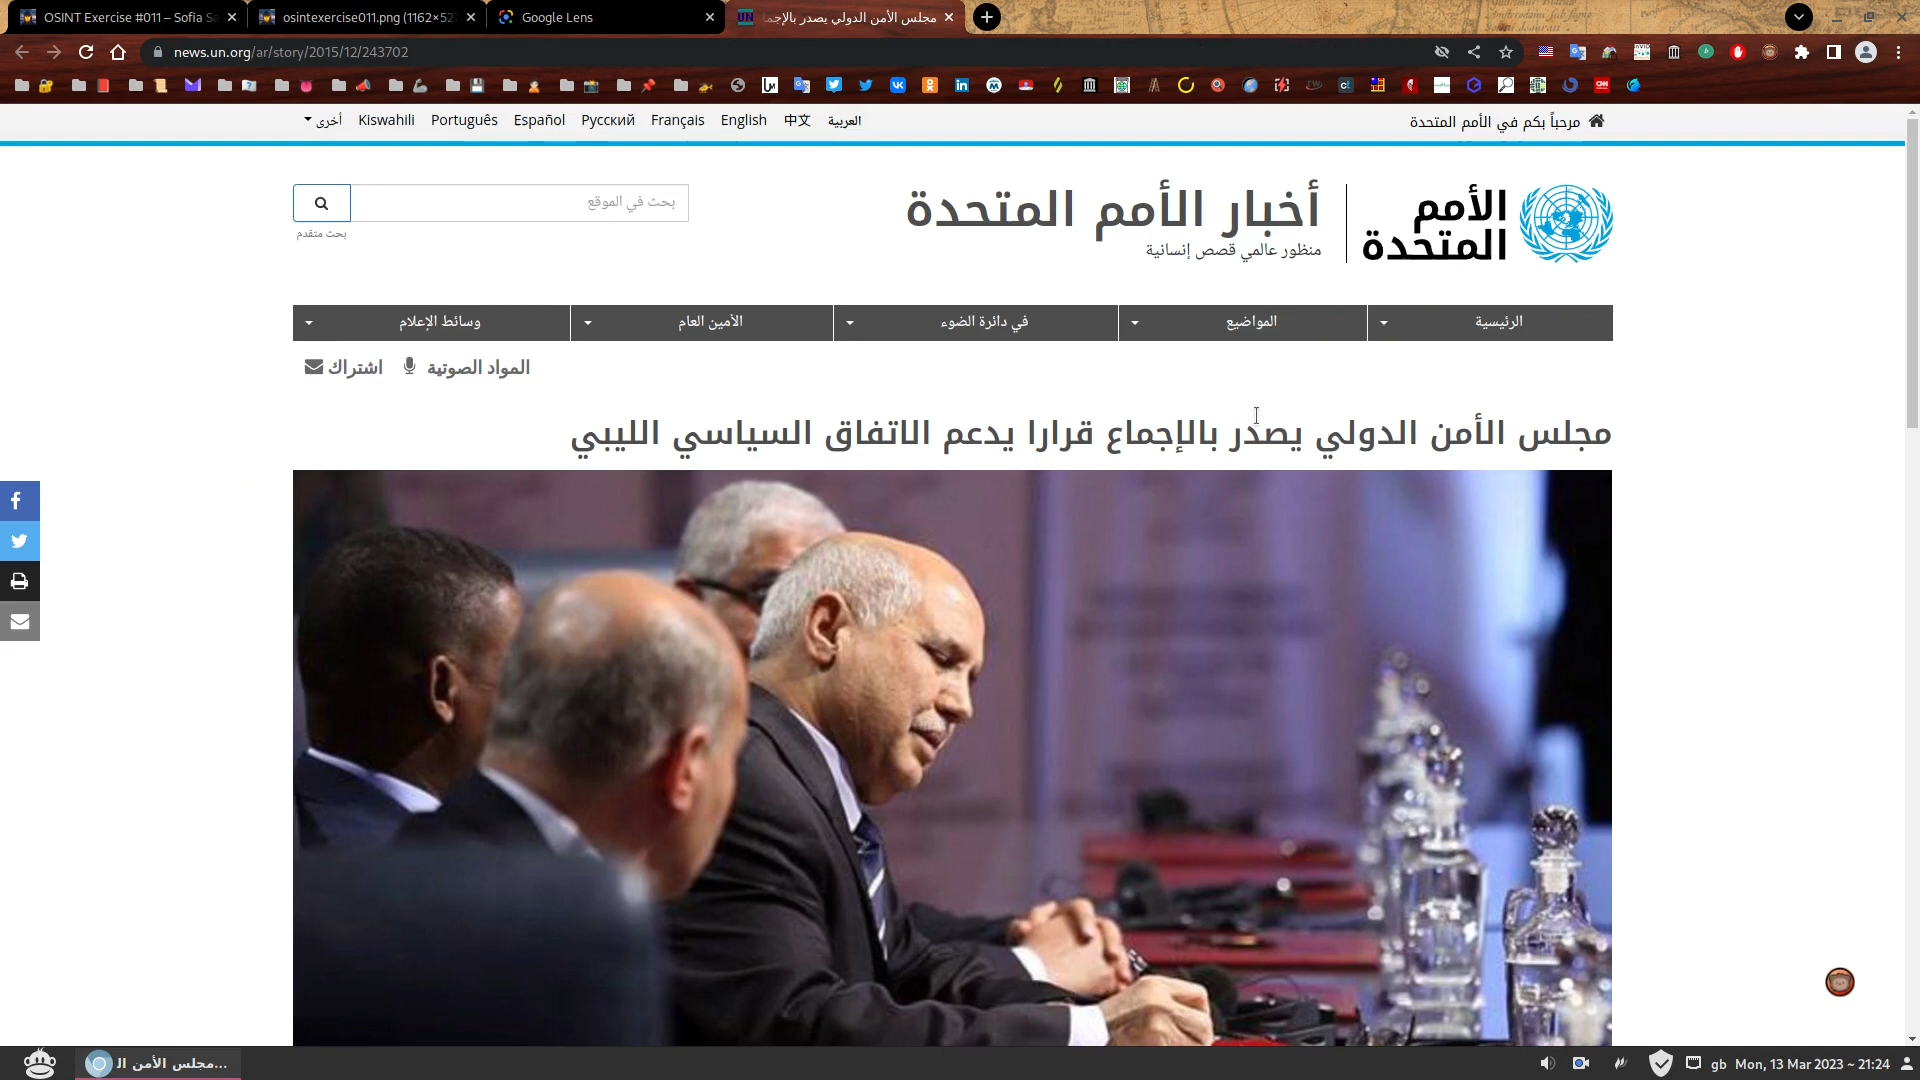 OSINT Exercise #011 – Sofia Sa
osintexercise011.png (1162×527
Google Lens
UN
مجلس الأمن الدولي يصدر بالإجما
news.un.org/ar/story/2015/12/243702
مرحباً بكم في الأمم المتحدة
العربية
中文
English
Français
Русский
Español
Português
Kiswahili
أخرى
الأمم
المتحدة
أخبار الأمم المتحدة
منظور عالمي قصص إنسانية
بحث في الموقع
بحث متقدم
الرئيسية
المواضيع
في دائرة الضوء
الأمين العام
وسائط الإعلام
المواد الصوتية
اشتراك
مجلس الأمن الدولي يصدر بالإجماع قرارا يدعم الاتفاق السياسي الليبي
مجلس الأمن ال...
gb Mon, 13 Mar 2023 ~ 21:24